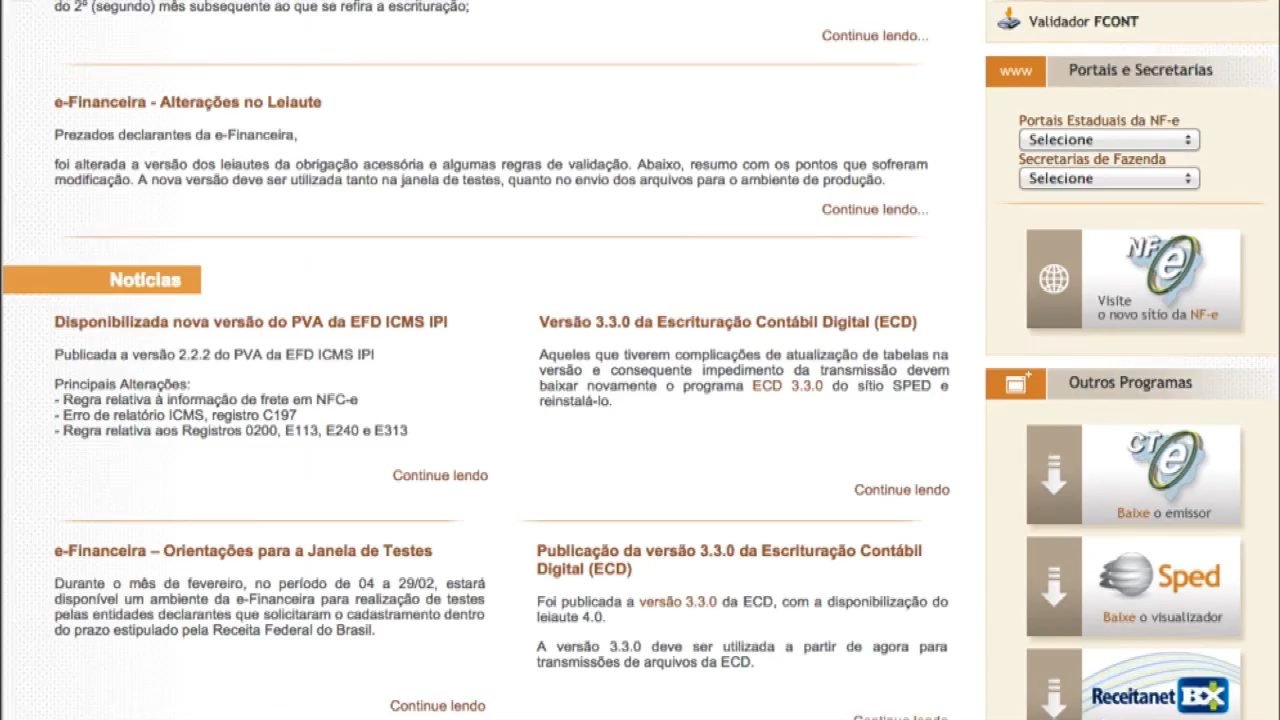 do 2º (segundo) mês subsequente ao que se refira a escrituração;
Continue lendo...
e-Financeira - Alterações no Leiaute
Prezados declarantes da e-Financeira,
foi alterada a versão dos leiautes da obrigação acessória e algumas regras de validação. Abaixo, resumo com os pontos que sofreram
modificação. A nova versão deve ser utilizada tanto na janela de testes, quanto no envio dos arquivos para o ambiente de produção.
Continue lendo...
Notícias
Disponibilizada nova versão do PVA da EFD ICMS IPI
Publicada a versão 2.2.2 do PVA da EFD ICMS IPI
Principais Alterações:
- Regra relativa à informação de frete em NFC-e
- Erro de relatório ICMS, registro C197
- Regra relativa aos Registros 0200, E113, E240 e E313
Continue lendo
Versão 3.3.0 da Escrituração Contábil Digital (ECD)
Aqueles que tiverem complicações de atualização de tabelas na
versão e consequente impedimento da transmissão devem
baixar novamente o programa ECD 3.3.0 do sítio SPED e
reinstalá-lo.
Continue lendo
e-Financeira – Orientações para a Janela de Testes
Durante o mês de fevereiro, no período de 04 a 29/02, estará
disponível um ambiente da e-Financeira para realização de testes
pelas entidades declarantes que solicitaram o cadastramento dentro
do prazo estipulado pela Receita Federal do Brasil.
Continue lendo
Publicação da versão 3.3.0 da Escrituração Contábil
Digital (ECD)
Foi publicada a versão 3.3.0 da ECD, com a disponibilização do
leiaute 4.0.
A versão 3.3.0 deve ser utilizada a partir de agora para
transmissões de arquivos da ECD.
Continue lendo
Validador FCONT
www
Portais e Secretarias
Portais Estaduais da NF-e
Selecione
Secretarias de Fazenda
Selecione
NFe
Visite
o novo sítio da NF-e
Outros Programas
CTe
Baixe o emissor
Sped
Baixe o visualizador
Receitanet BX